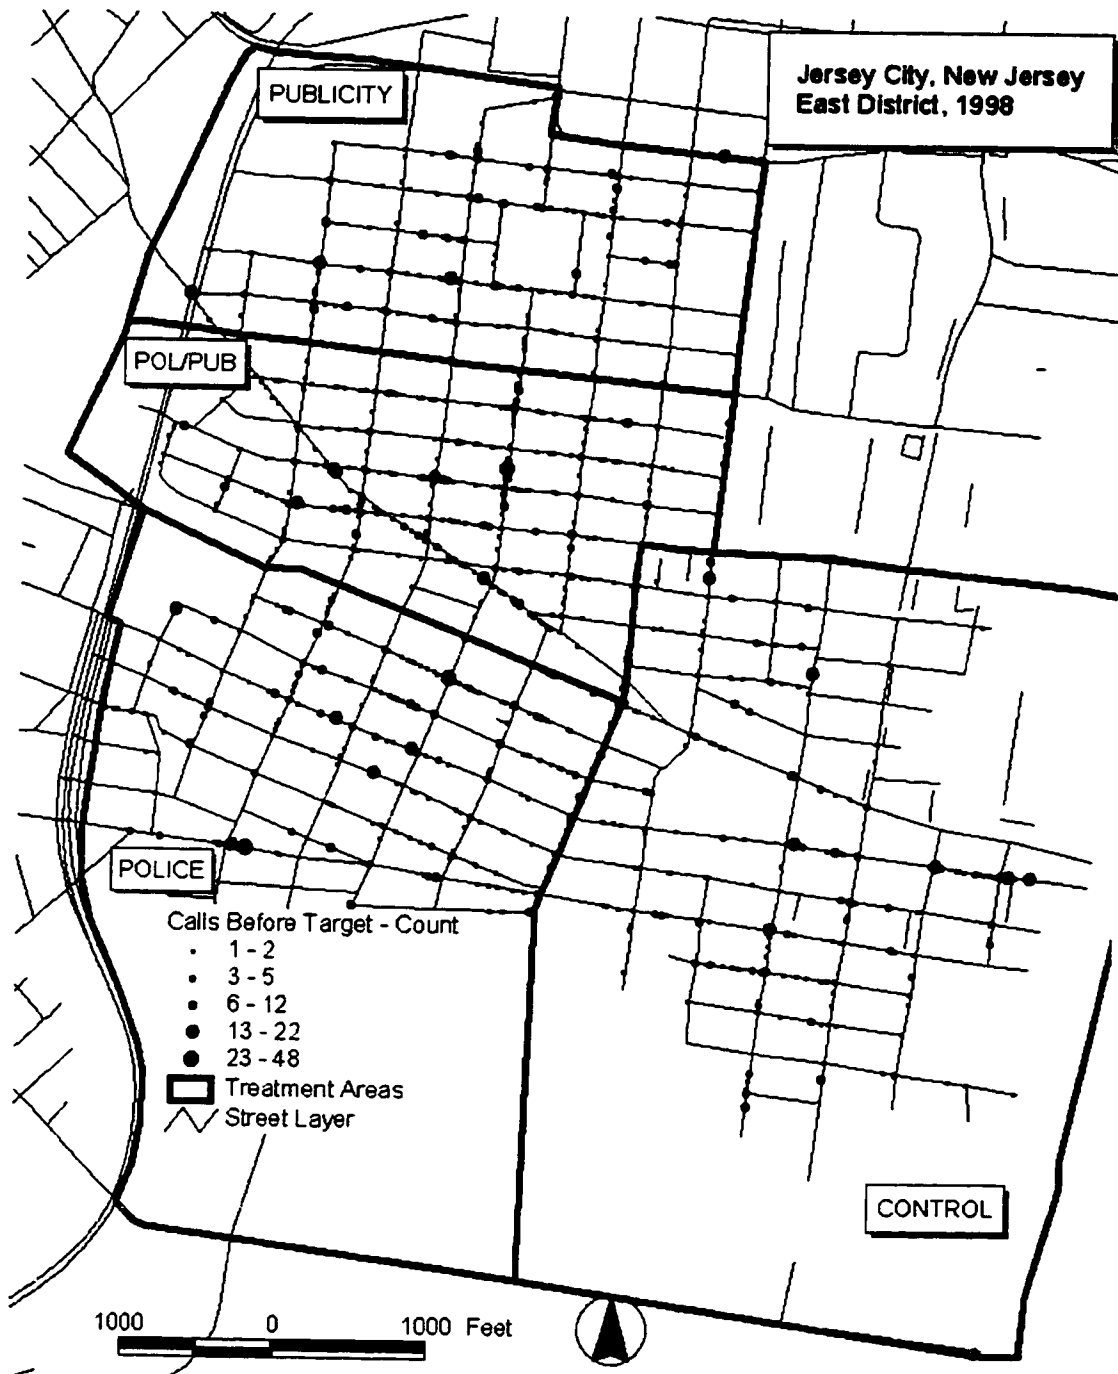 PUBLICITY
Jersey City, New Jersey
East District, 1998
POL/PUB
POLICE
Calls Before Target - Count
1 - 2
3 - 5
6 - 12
13 - 22
23 - 48
Treatment Areas
Street Layer
CONTROL
1000 0 1000 Feet